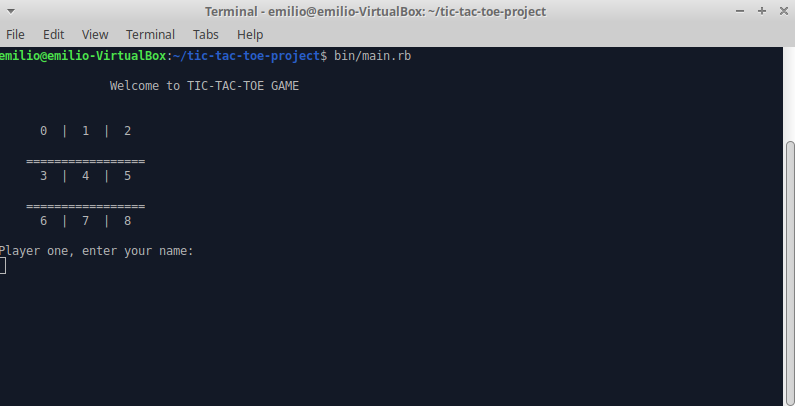 Terminal - emilio@emilio-VirtualBox: ~/tic-tac-toe-project
File Edit View Terminal Tabs Help
emilio@emilio-VirtualBox:~/tic-tac-toe-project$ bin/main.rb
Welcome to TIC-TAC-TOE GAME
0 | 1 | 2
=================
3 | 4 | 5
=================
6 | 7 | 8
Player one, enter your name: